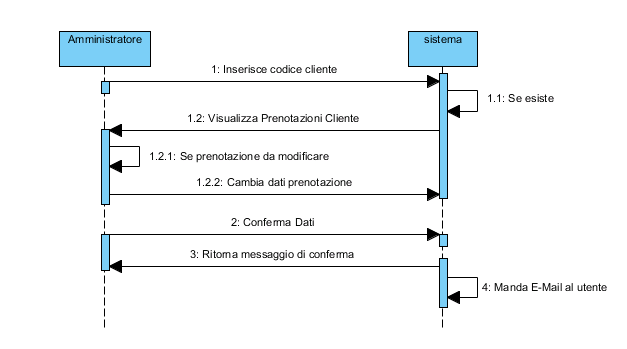 Amministratore
sistema
1: Inserisce codice cliente
1.1: Se esiste
1.2: Visualizza Prenotazioni Cliente
1.2.1: Se prenotazione da modificare
1.2.2: Cambia dati prenotazione
2: Conferma Dati
3: Ritorna messaggio di conferma
4: Manda E-Mail al utente